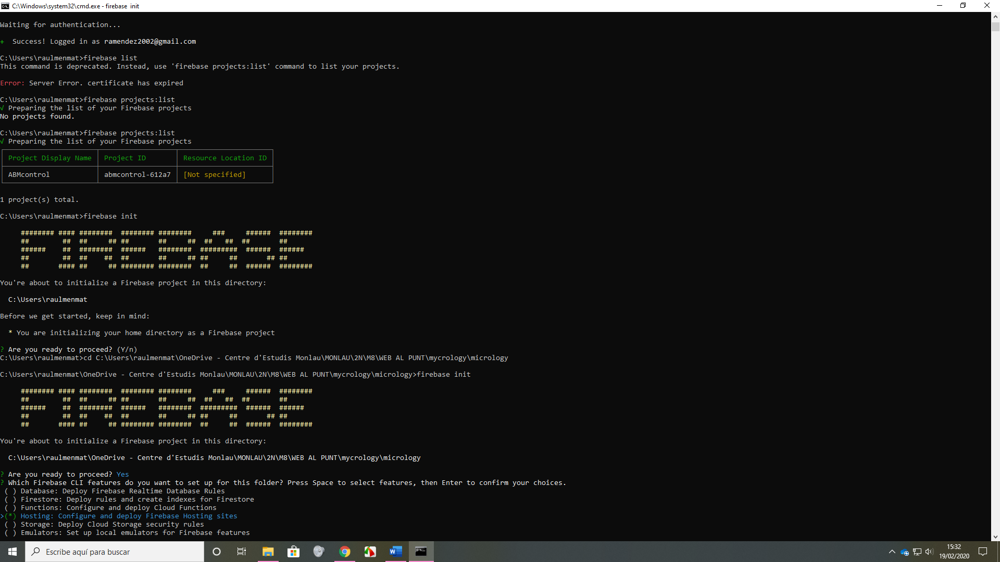 C:\Windows\system32\cmd.exe - firebase  init
Waiting for authentication...
+  Success! Logged in as ramendez2002@gmail.com
C:\Users\raulmenmat>firebase list
This command is deprecated. Instead, use 'firebase projects:list' command to list your projects.
Error: Server Error. certificate has expired
C:\Users\raulmenmat>firebase projects:list
√ Preparing the list of your Firebase projects
No projects found.
C:\Users\raulmenmat>firebase projects:list
√ Preparing the list of your Firebase projects
Project Display Name | Project ID | Resource Location ID
ABMcontrol | abmcontrol-612a7 | [Not specified]
1 project(s) total.
C:\Users\raulmenmat>firebase init
FIREBASE
You're about to initialize a Firebase project in this directory:
C:\Users\raulmenmat
Before we get started, keep in mind:
* You are initializing your home directory as a Firebase project
? Are you ready to proceed? (Y/n)
C:\Users\raulmenmat>cd C:\Users\raulmenmat\OneDrive - Centre d'Estudis Monlau\MONLAU\2N\M8\WEB AL PUNT\mycrology\micrology
C:\Users\raulmenmat\OneDrive - Centre d'Estudis Monlau\MONLAU\2N\M8\WEB AL PUNT\mycrology\micrology>firebase init
FIREBASE
You're about to initialize a Firebase project in this directory:
C:\Users\raulmenmat\OneDrive - Centre d'Estudis Monlau\MONLAU\2N\M8\WEB AL PUNT\mycrology\micrology
? Are you ready to proceed? Yes
? Which Firebase CLI features do you want to set up for this folder? Press Space to select features, then Enter to confirm your choices.
( ) Database: Deploy Firebase Realtime Database Rules
( ) Firestore: Deploy rules and create indexes for Firestore
( ) Functions: Configure and deploy Cloud Functions
>(*) Hosting: Configure and deploy Firebase Hosting sites
( ) Storage: Deploy Cloud Storage security rules
( ) Emulators: Set up local emulators for Firebase features
Escribe aquí para buscar
15:32
19/02/2020